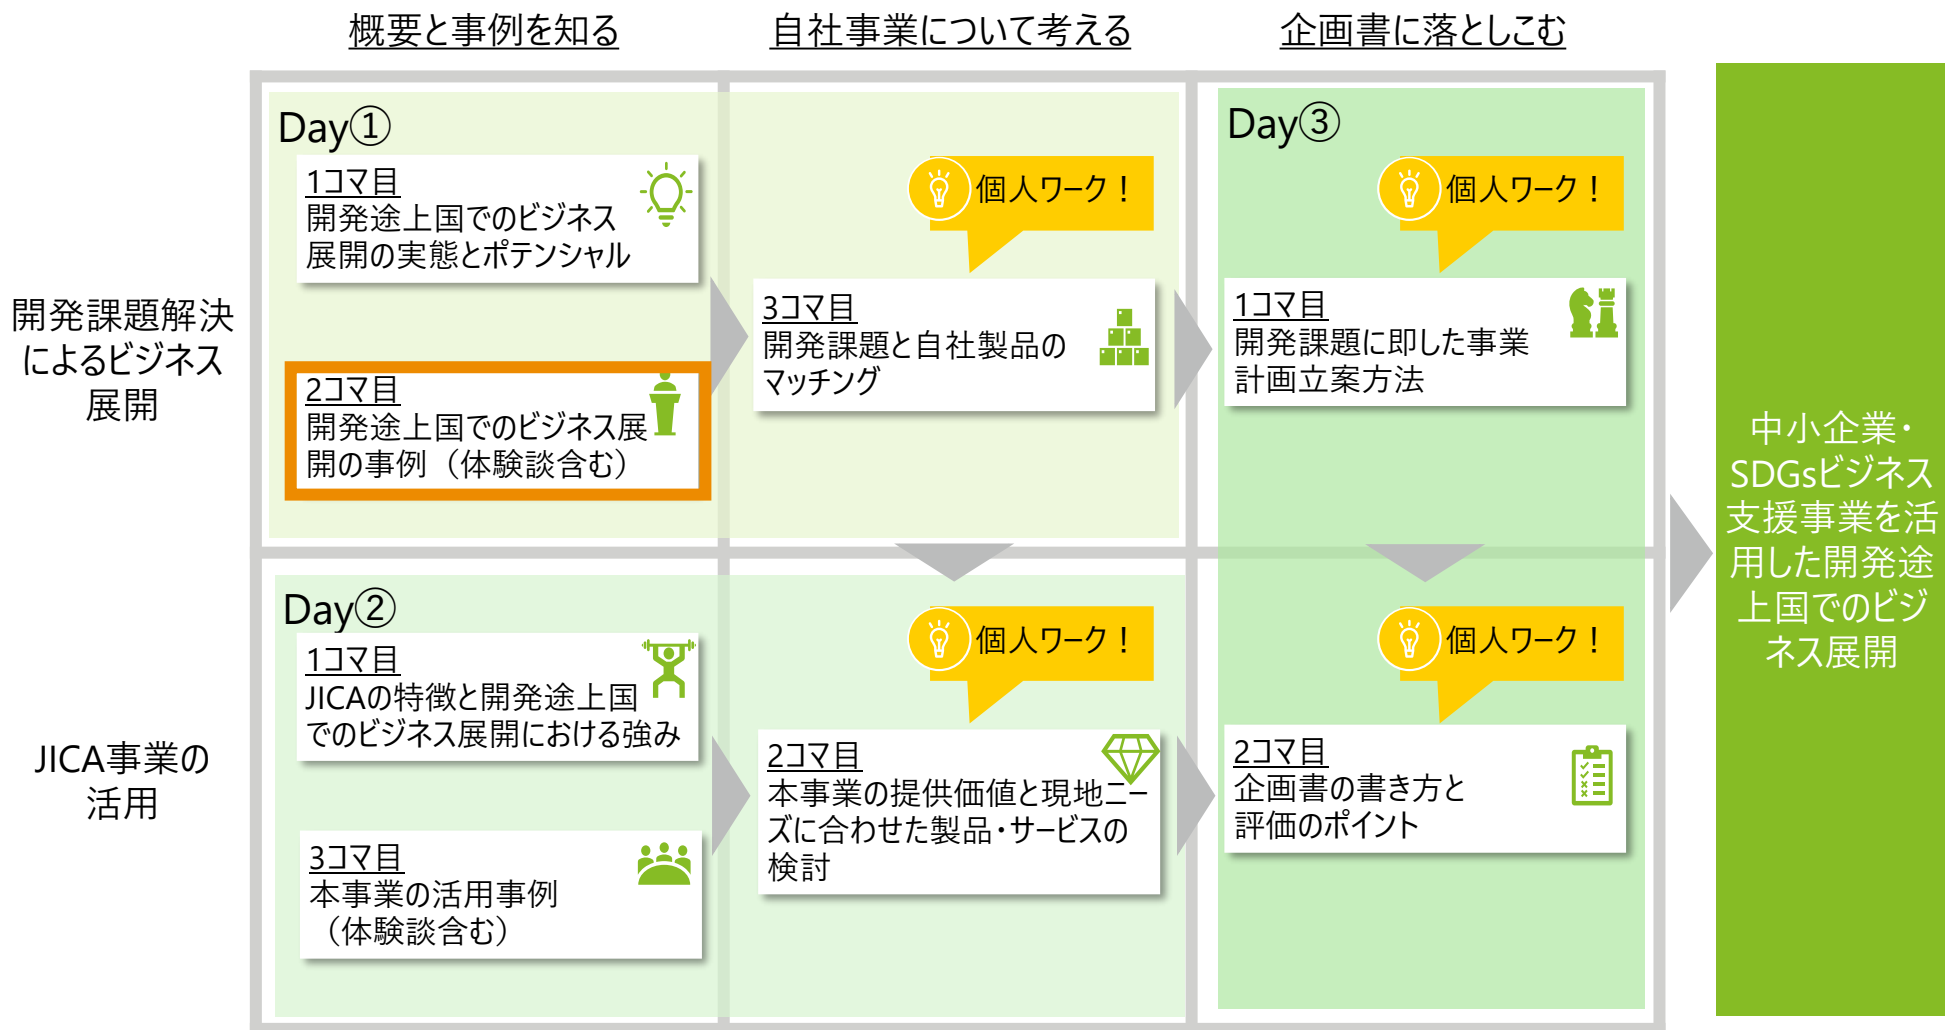 概要と事例を知る
自社事業について考える
企画書に落としこむ
開発課題解決
によるビジネス
展開
Day①
1コマ目
開発途上国でのビジネス
展開の実態とポテンシャル
2コマ目
開発途上国でのビジネス展
開の事例（体験談含む）
個人ワーク！
3コマ目
開発課題と自社製品の
マッチング
Day③
個人ワーク！
1コマ目
開発課題に即した事業
計画立案方法
JICA事業の
活用
Day②
1コマ目
JICAの特徴と開発途上国
でのビジネス展開における強み
3コマ目
本事業の活用事例
（体験談含む）
個人ワーク！
2コマ目
本事業の提供価値と現地ニー
ズに合わせた製品・サービスの
検討
個人ワーク！
2コマ目
企画書の書き方と
評価のポイント
中小企業・
SDGsビジネス
支援事業を活
用した開発途
上国でのビジ
ネス展開